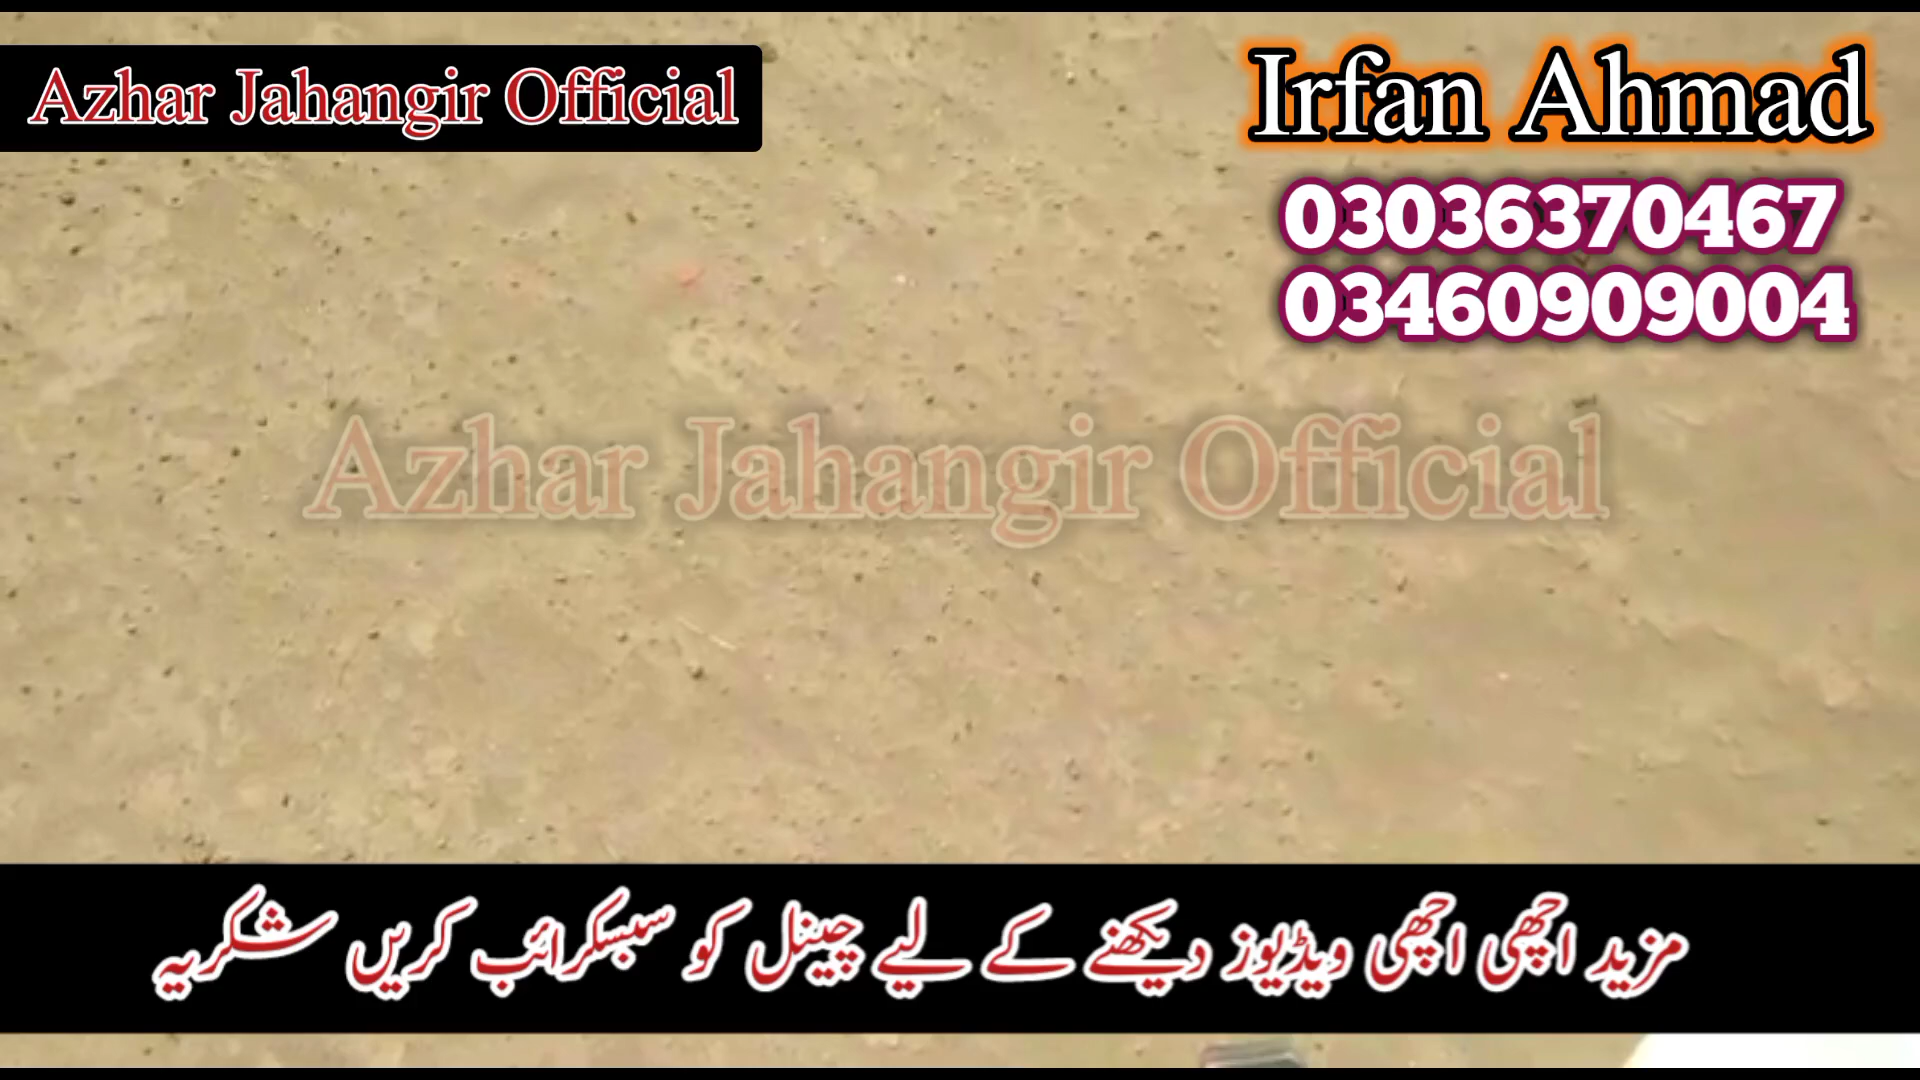 Azhar Jahangir Official
Irfan Ahmad
03036370467
03460909004
Azhar Jahangir Official
مزید اچھی اچھی ویڈیوز دیکھنے کے لیے چینل کو سبسکرائب کریں شکریہ